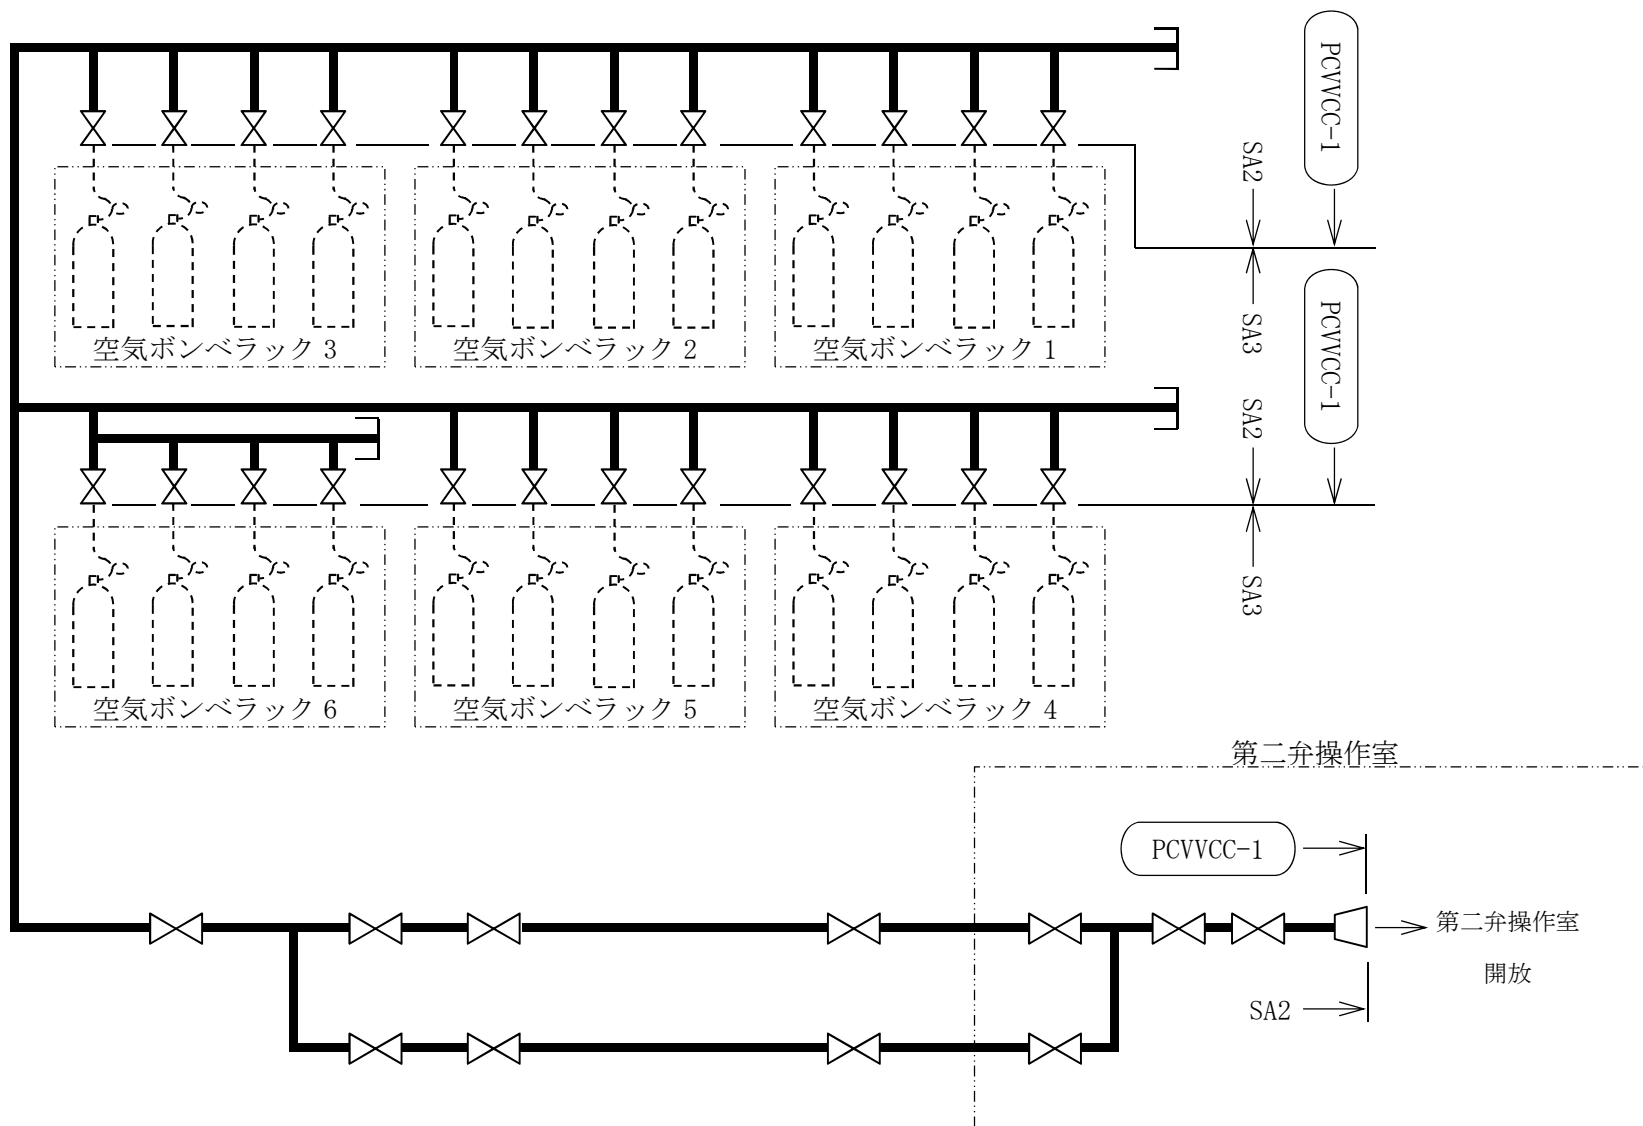 PCVVCC-1
SA2
SA3
空気ボンベラック3
空気ボンベラック2
空気ボンベラック1
PCVVCC-1
SA2
SA3
空気ボンベラック6
空気ボンベラック5
空気ボンベラック4
第二弁操作室
PCVVCC-1
第二弁操作室
開放
SA2